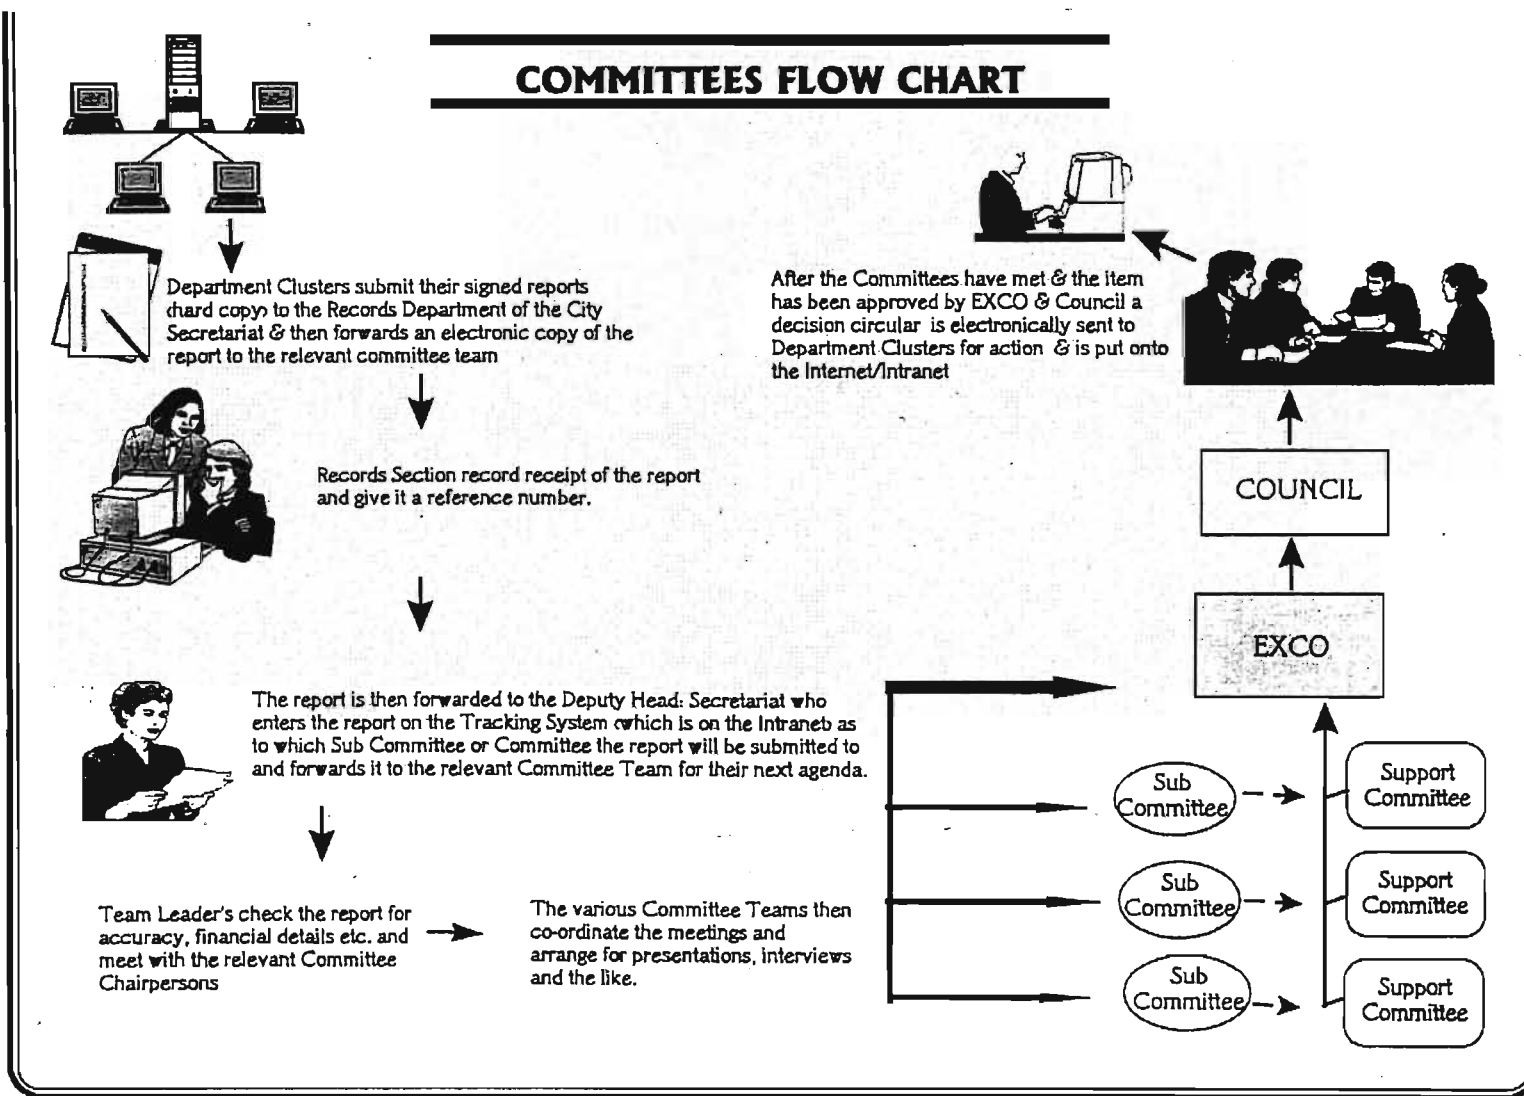 COMMITTEES FLOW CHART
Department Clusters submit their signed reports
(hard copy) to the Records Department of the City
Secretariat & then forwards an electronic copy of the
report to the relevant committee team
Records Section record receipt of the report
and give it a reference number.
The report is then forwarded to the Deputy Head: Secretariat who
enters the report on the Tracking System (which is on the Intranet) as
to which Sub Committee or Committee the report will be submitted to
and forwards it to the relevant Committee Team for their next agenda.
Team Leader's check the report for
accuracy, financial details etc. and
meet with the relevant Committee
Chairpersons
The various Committee Teams then
co-ordinate the meetings and
arrange for presentations, interviews
and the like.
Sub
Committee
Support
Committee
Sub
Committee
Support
Committee
Sub
Committee
Support
Committee
EXCO
COUNCIL
After the Committees have met & the item
has been approved by EXCO & Council a
decision circular is electronically sent to
Department Clusters for action & is put onto
the Internet/Intranet